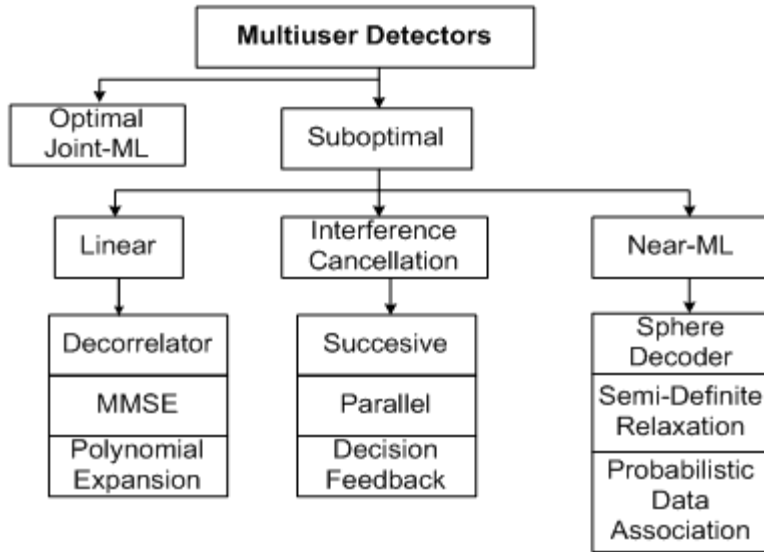 Multiuser Detectors
Optimal
Joint-ML
Suboptimal
Linear
Interference
Cancellation
Near-ML
Decorrelator
MMSE
Polynomial
Expansion
Succesive
Parallel
Decision
Feedback
Sphere
Decoder
Semi-Definite
Relaxation
Probabilistic
Data
Association